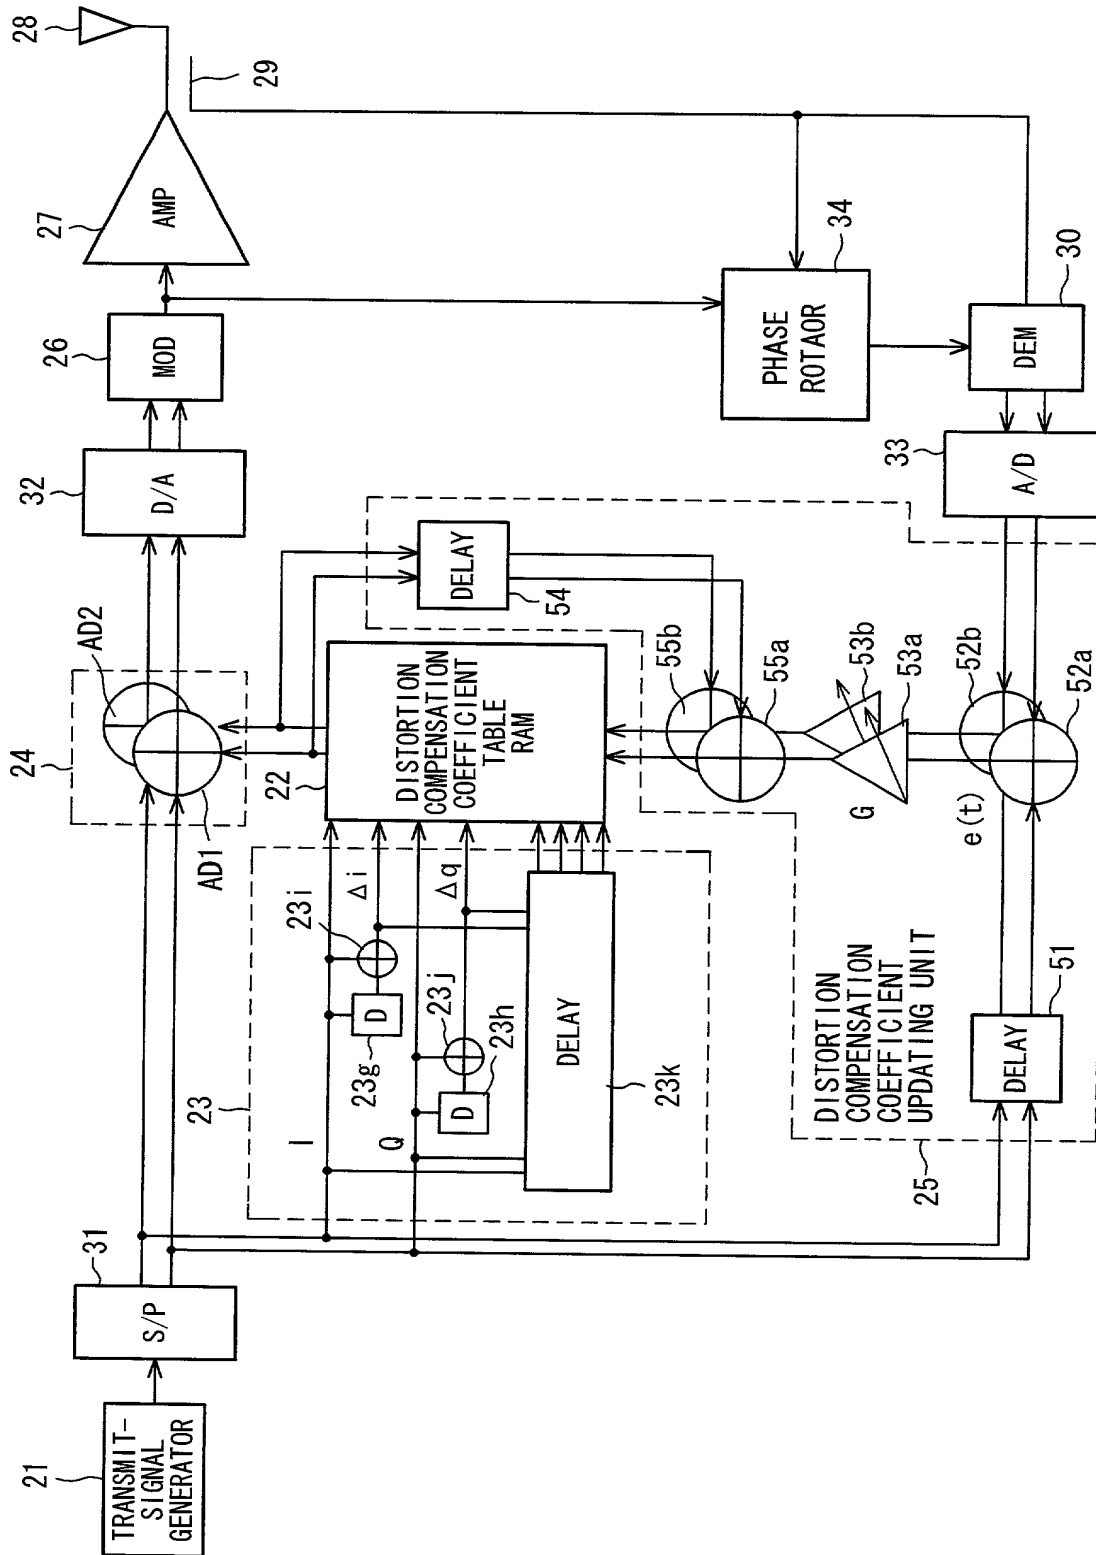 21
TRANSMIT-
SIGNAL
GENERATOR
31
S/P
24
AD2
AD1
32
D/A
26
MOD
27
AMP
28
29
23
I
Q
23g
D
23i
Δi
23j
D
23h
Δq
DELAY
23k
22
DISTORTION
COMPENSATION
COEFFICIENT
TABLE
RAM
DELAY
54
55b
55a
53b
53a
G
52b
52a
e(t)
DISTORTION
COMPENSATION
COEFFICIENT
UPDATING UNIT
25
DELAY
51
34
PHASE
ROTAOR
30
DEM
33
A/D